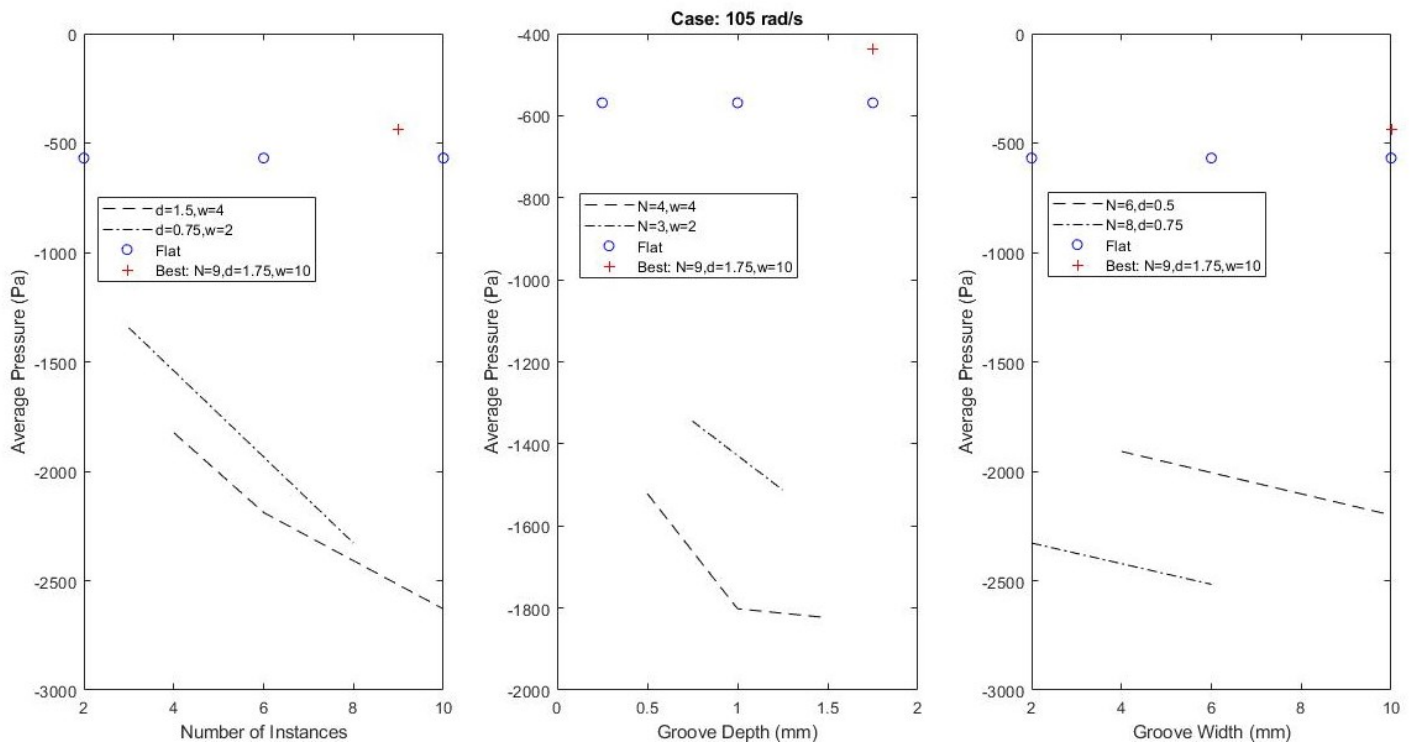 Case: 105 rad/s
Average Pressure (Pa)
0
-500
-1000
-1500
-2000
-2500
-3000
d=1.5,w=4
d=0.75,w=2
Flat
Best: N=9,d=1.75,w=10
2
4
6
8
10
Number of Instances
Average Pressure (Pa)
-400
-600
-800
-1000
-1200
-1400
-1600
-1800
-2000
N=4,w=4
N=3,w=2
Flat
Best: N=9,d=1.75,w=10
0
0.5
1
1.5
2
Groove Depth (mm)
Average Pressure (Pa)
0
-500
-1000
-1500
-2000
-2500
-3000
N=6,d=0.5
N=8,d=0.75
Flat
Best: N=9,d=1.75,w=10
2
4
6
8
10
Groove Width (mm)